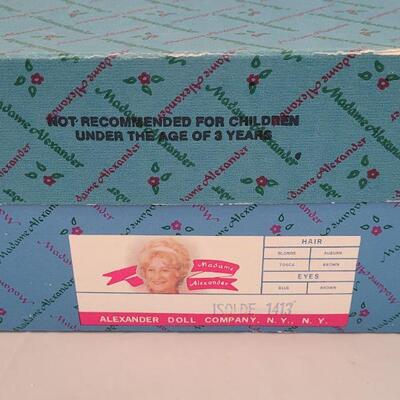 Madame Alexander
NOT RECOMMENDED FOR CHILDREN
UNDER THE AGE OF 3 YEARS
Madame
Alexander
HAIR
BLONDE AUBURN
TOSCA BROWN
EYES
BLUE BROWN
ISOLDE 1413
ALEXANDER DOLL COMPANY, N.Y., N.Y.